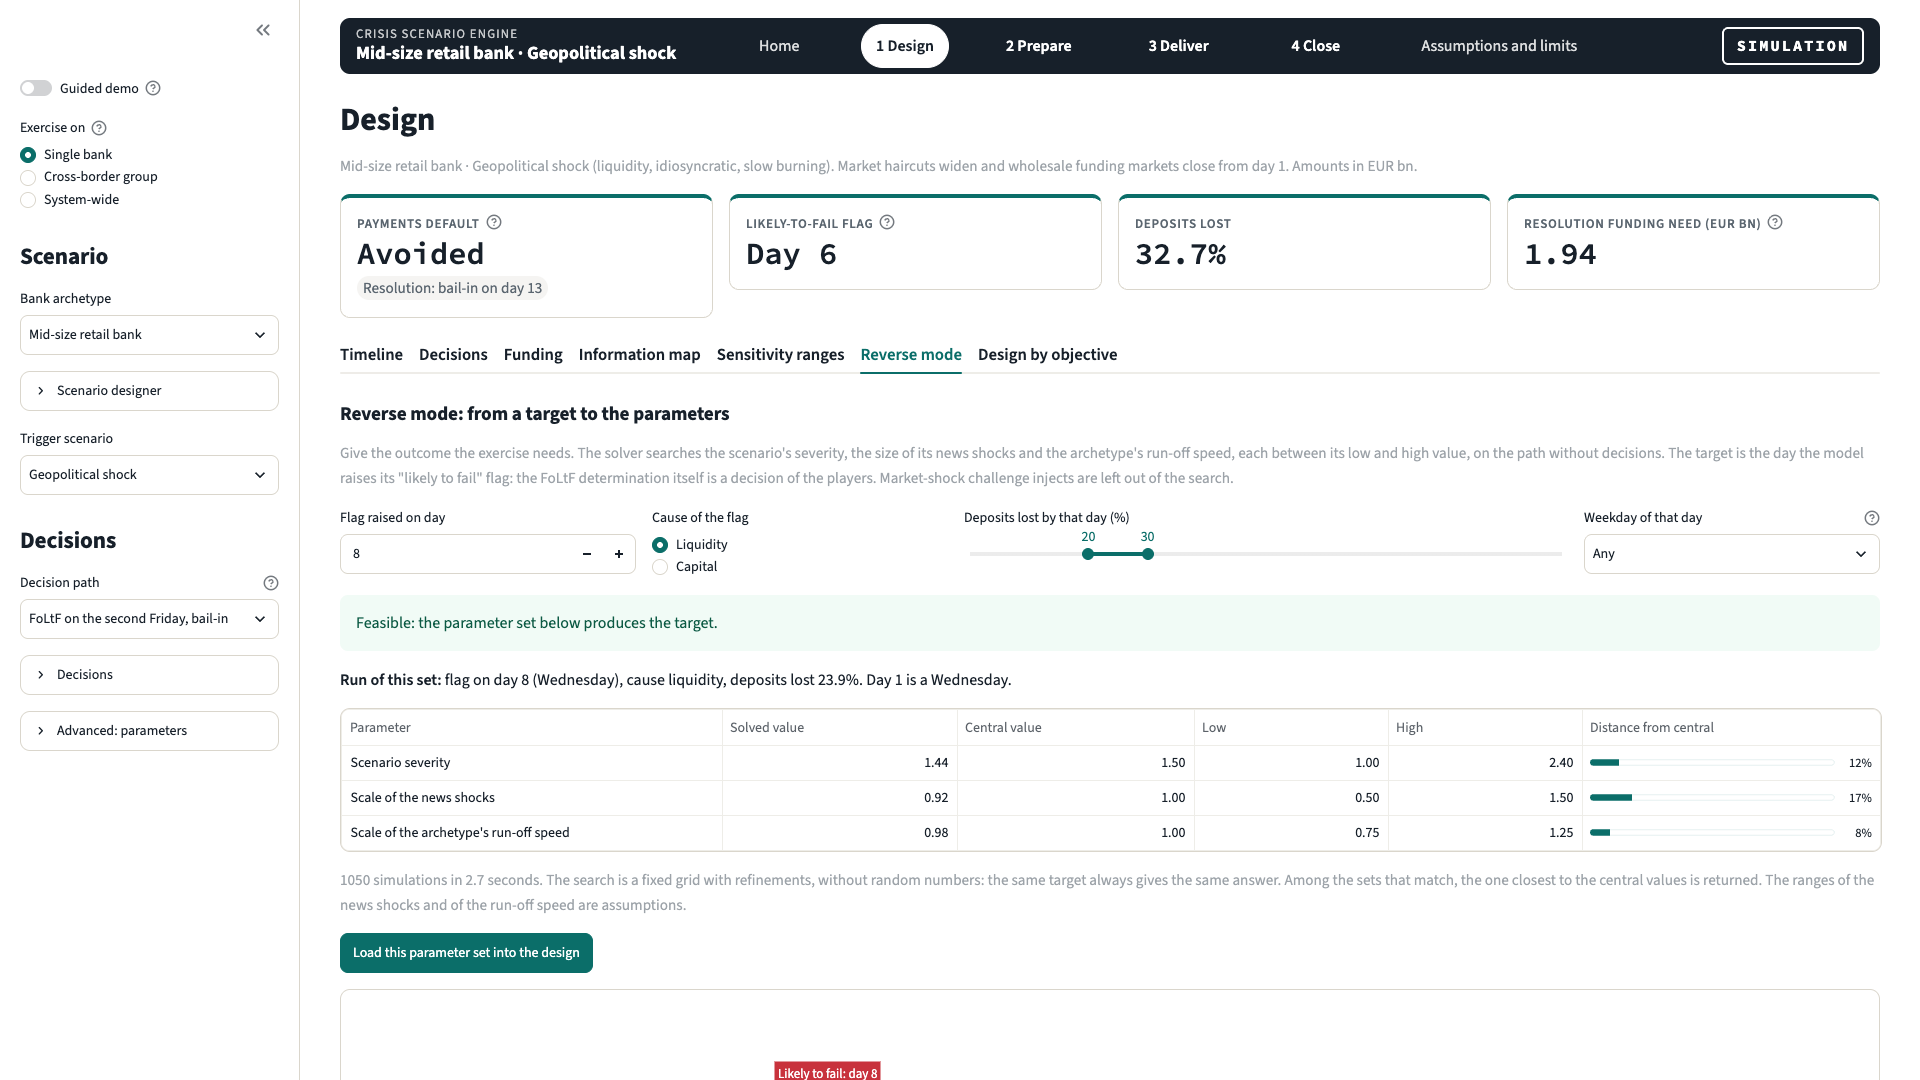 Guided demo
Exercise on
Single bank
Cross-border group
System-wide
Scenario
Bank archetype
Mid-size retail bank
Scenario designer
Trigger scenario
Geopolitical shock
Decisions
Decision path
FoLtF on the second Friday, bail-in
Decisions
Advanced: parameters
CRISIS SCENARIO ENGINE
Mid-size retail bank · Geopolitical shock
Home
1 Design
2 Prepare
3 Deliver
4 Close
Assumptions and limits
SIMULATION
Design
Mid-size retail bank · Geopolitical shock (liquidity, idiosyncratic, slow burning). Market haircuts widen and wholesale funding markets close from day 1. Amounts in EUR bn.
PAYMENTS DEFAULT
Avoided
Resolution: bail-in on day 13
LIKELY-TO-FAIL FLAG
Day 6
DEPOSITS LOST
32.7%
RESOLUTION FUNDING NEED (EUR BN)
1.94
Timeline
Decisions
Funding
Information map
Sensitivity ranges
Reverse mode
Design by objective
Reverse mode: from a target to the parameters
Give the outcome the exercise needs. The solver searches the scenario's severity, the size of its news shocks and the archetype's run-off speed, each between its low and high value, on the path without decisions. The target is the day the model
raises its "likely to fail" flag: the FoLtF determination itself is a decision of the players. Market-shock challenge injects are left out of the search.
Flag raised on day
8
Cause of the flag
Liquidity
Capital
Deposits lost by that day (%)
20 30
Weekday of that day
Any
Feasible: the parameter set below produces the target.
Run of this set: flag on day 8 (Wednesday), cause liquidity, deposits lost 23.9%. Day 1 is a Wednesday.
Parameter Solved value Central value Low High Distance from central
Scenario severity 1.44 1.50 1.00 2.40 12%
Scale of the news shocks 0.92 1.00 0.50 1.50 17%
Scale of the archetype's run-off speed 0.98 1.00 0.75 1.25 8%
1050 simulations in 2.7 seconds. The search is a fixed grid with refinements, without random numbers: the same target always gives the same answer. Among the sets that match, the one closest to the central values is returned. The ranges of the
news shocks and of the run-off speed are assumptions.
Load this parameter set into the design
Likely to fail: day 8